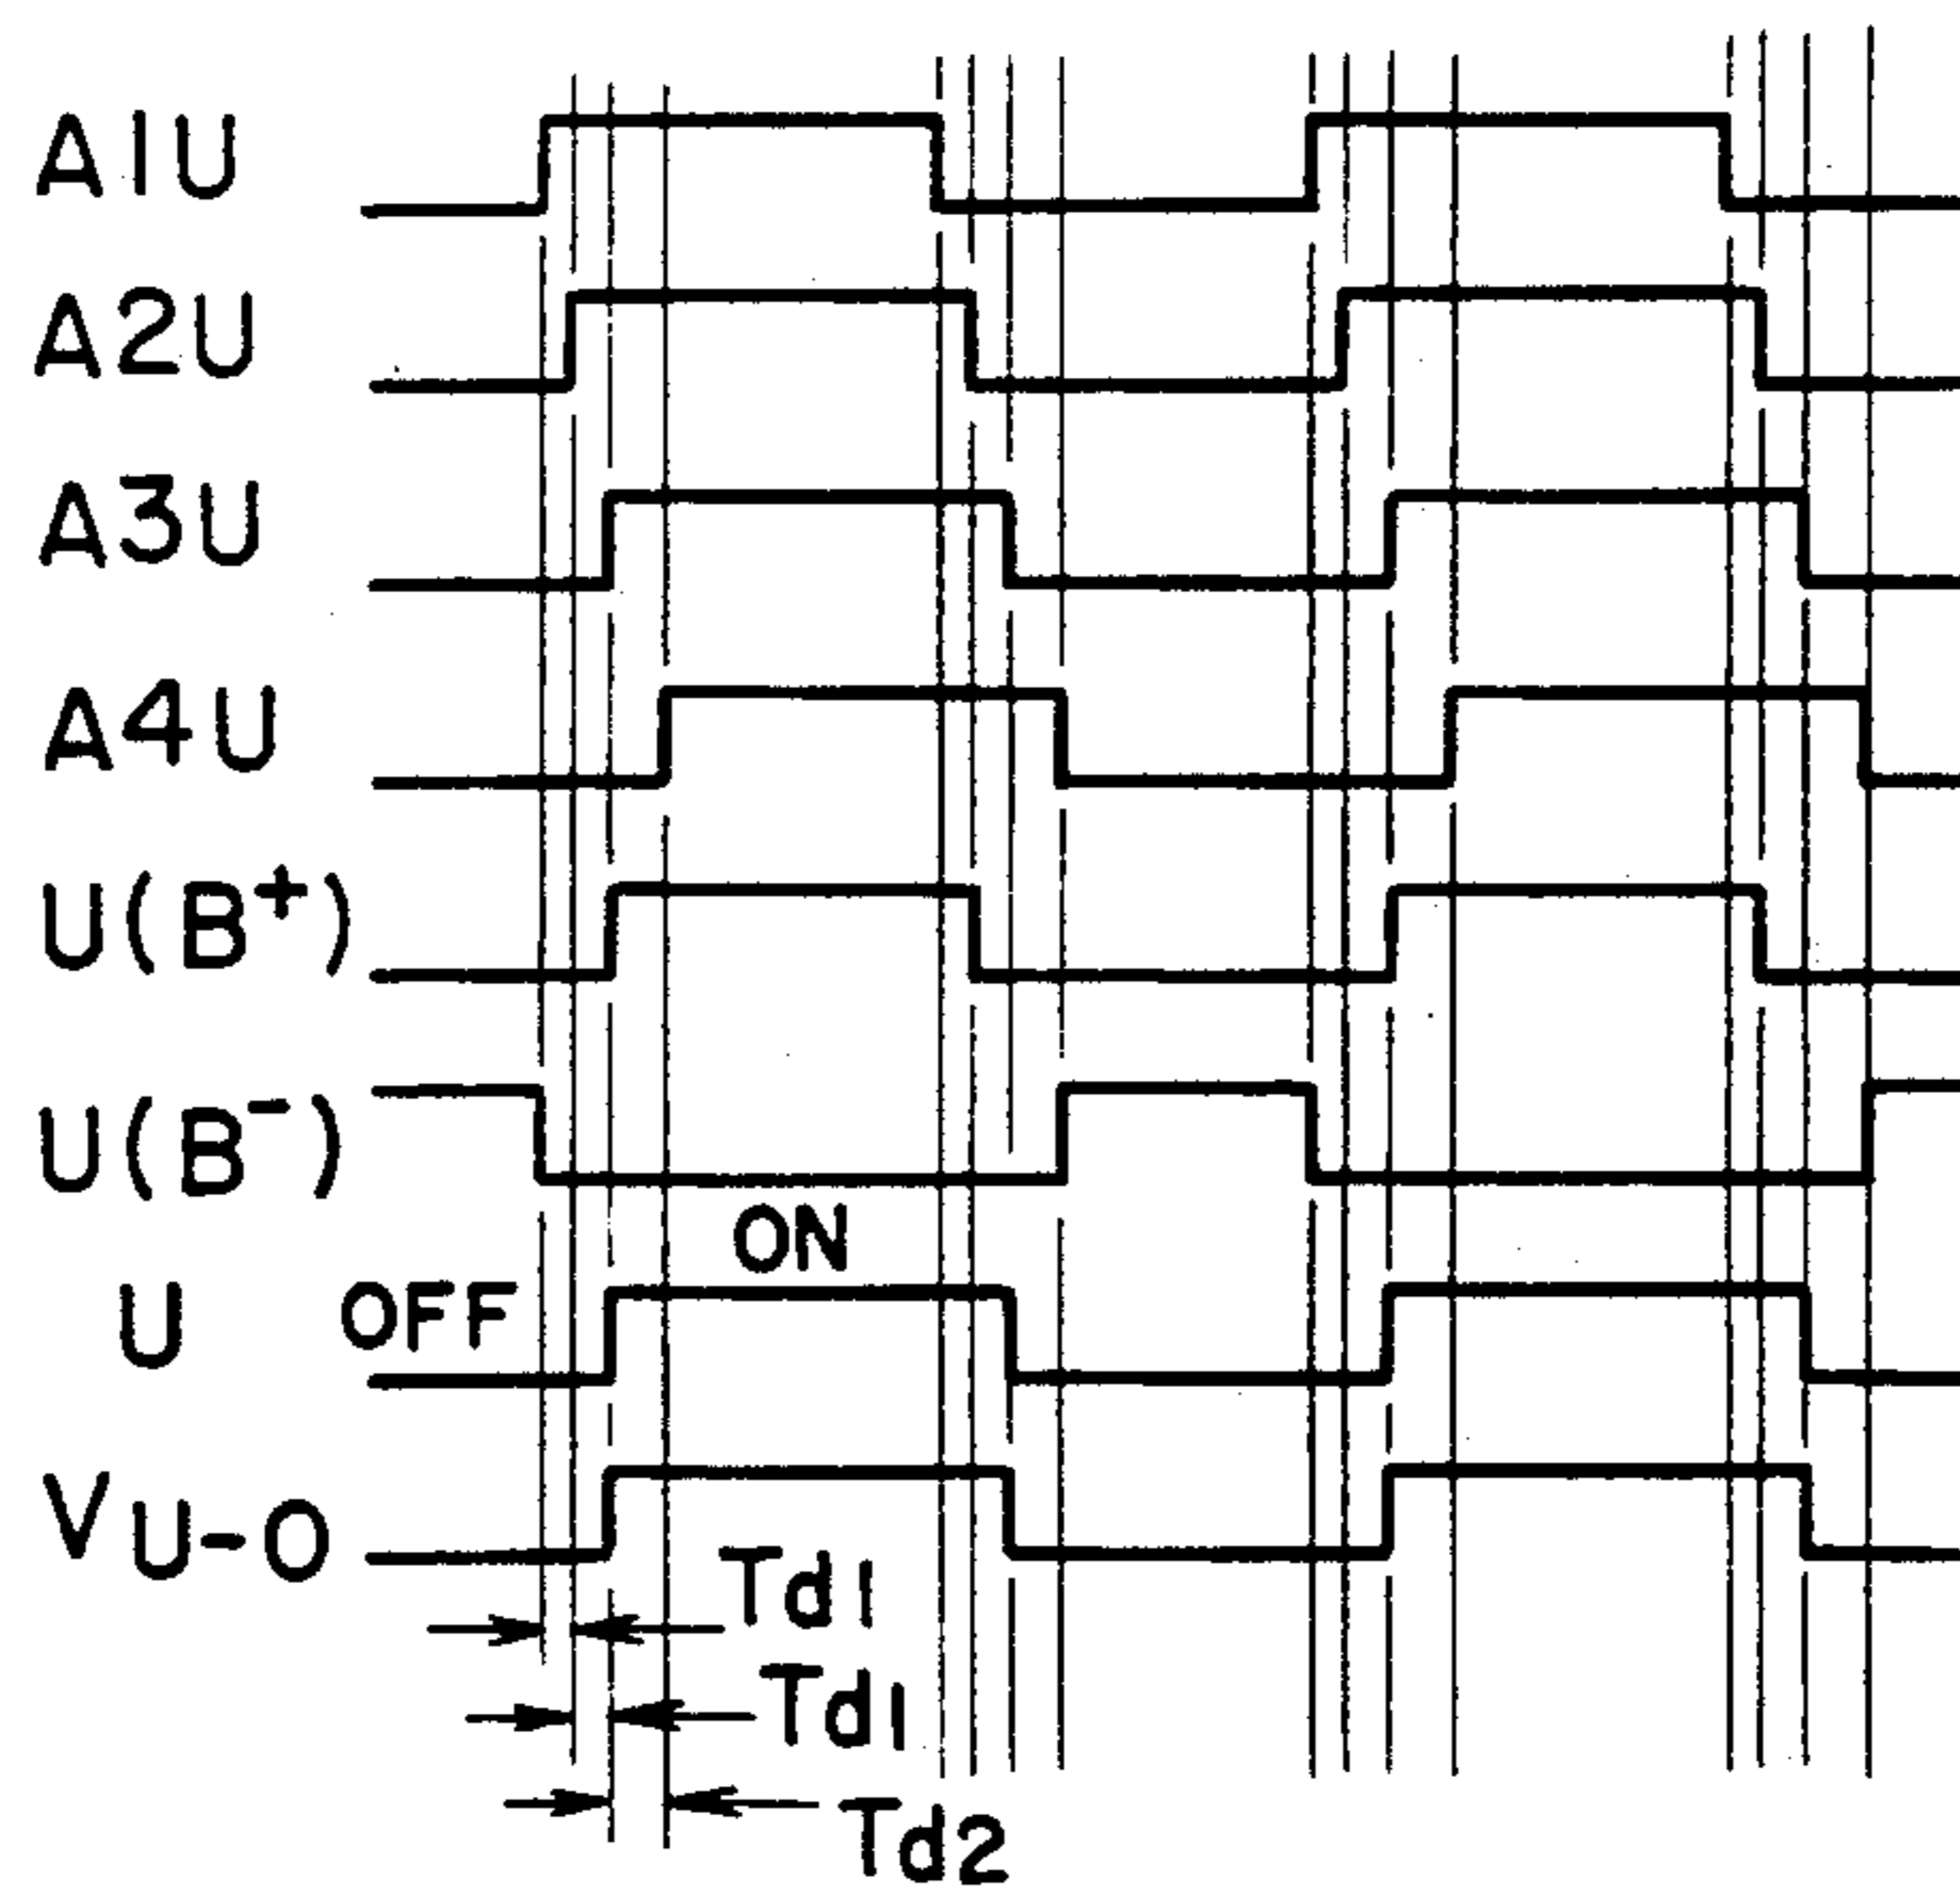 A1U
A2U
A3U
A4U
U(B+)
U(B-)
ON
U OFF
VU-O
Td1
Td1
Td2